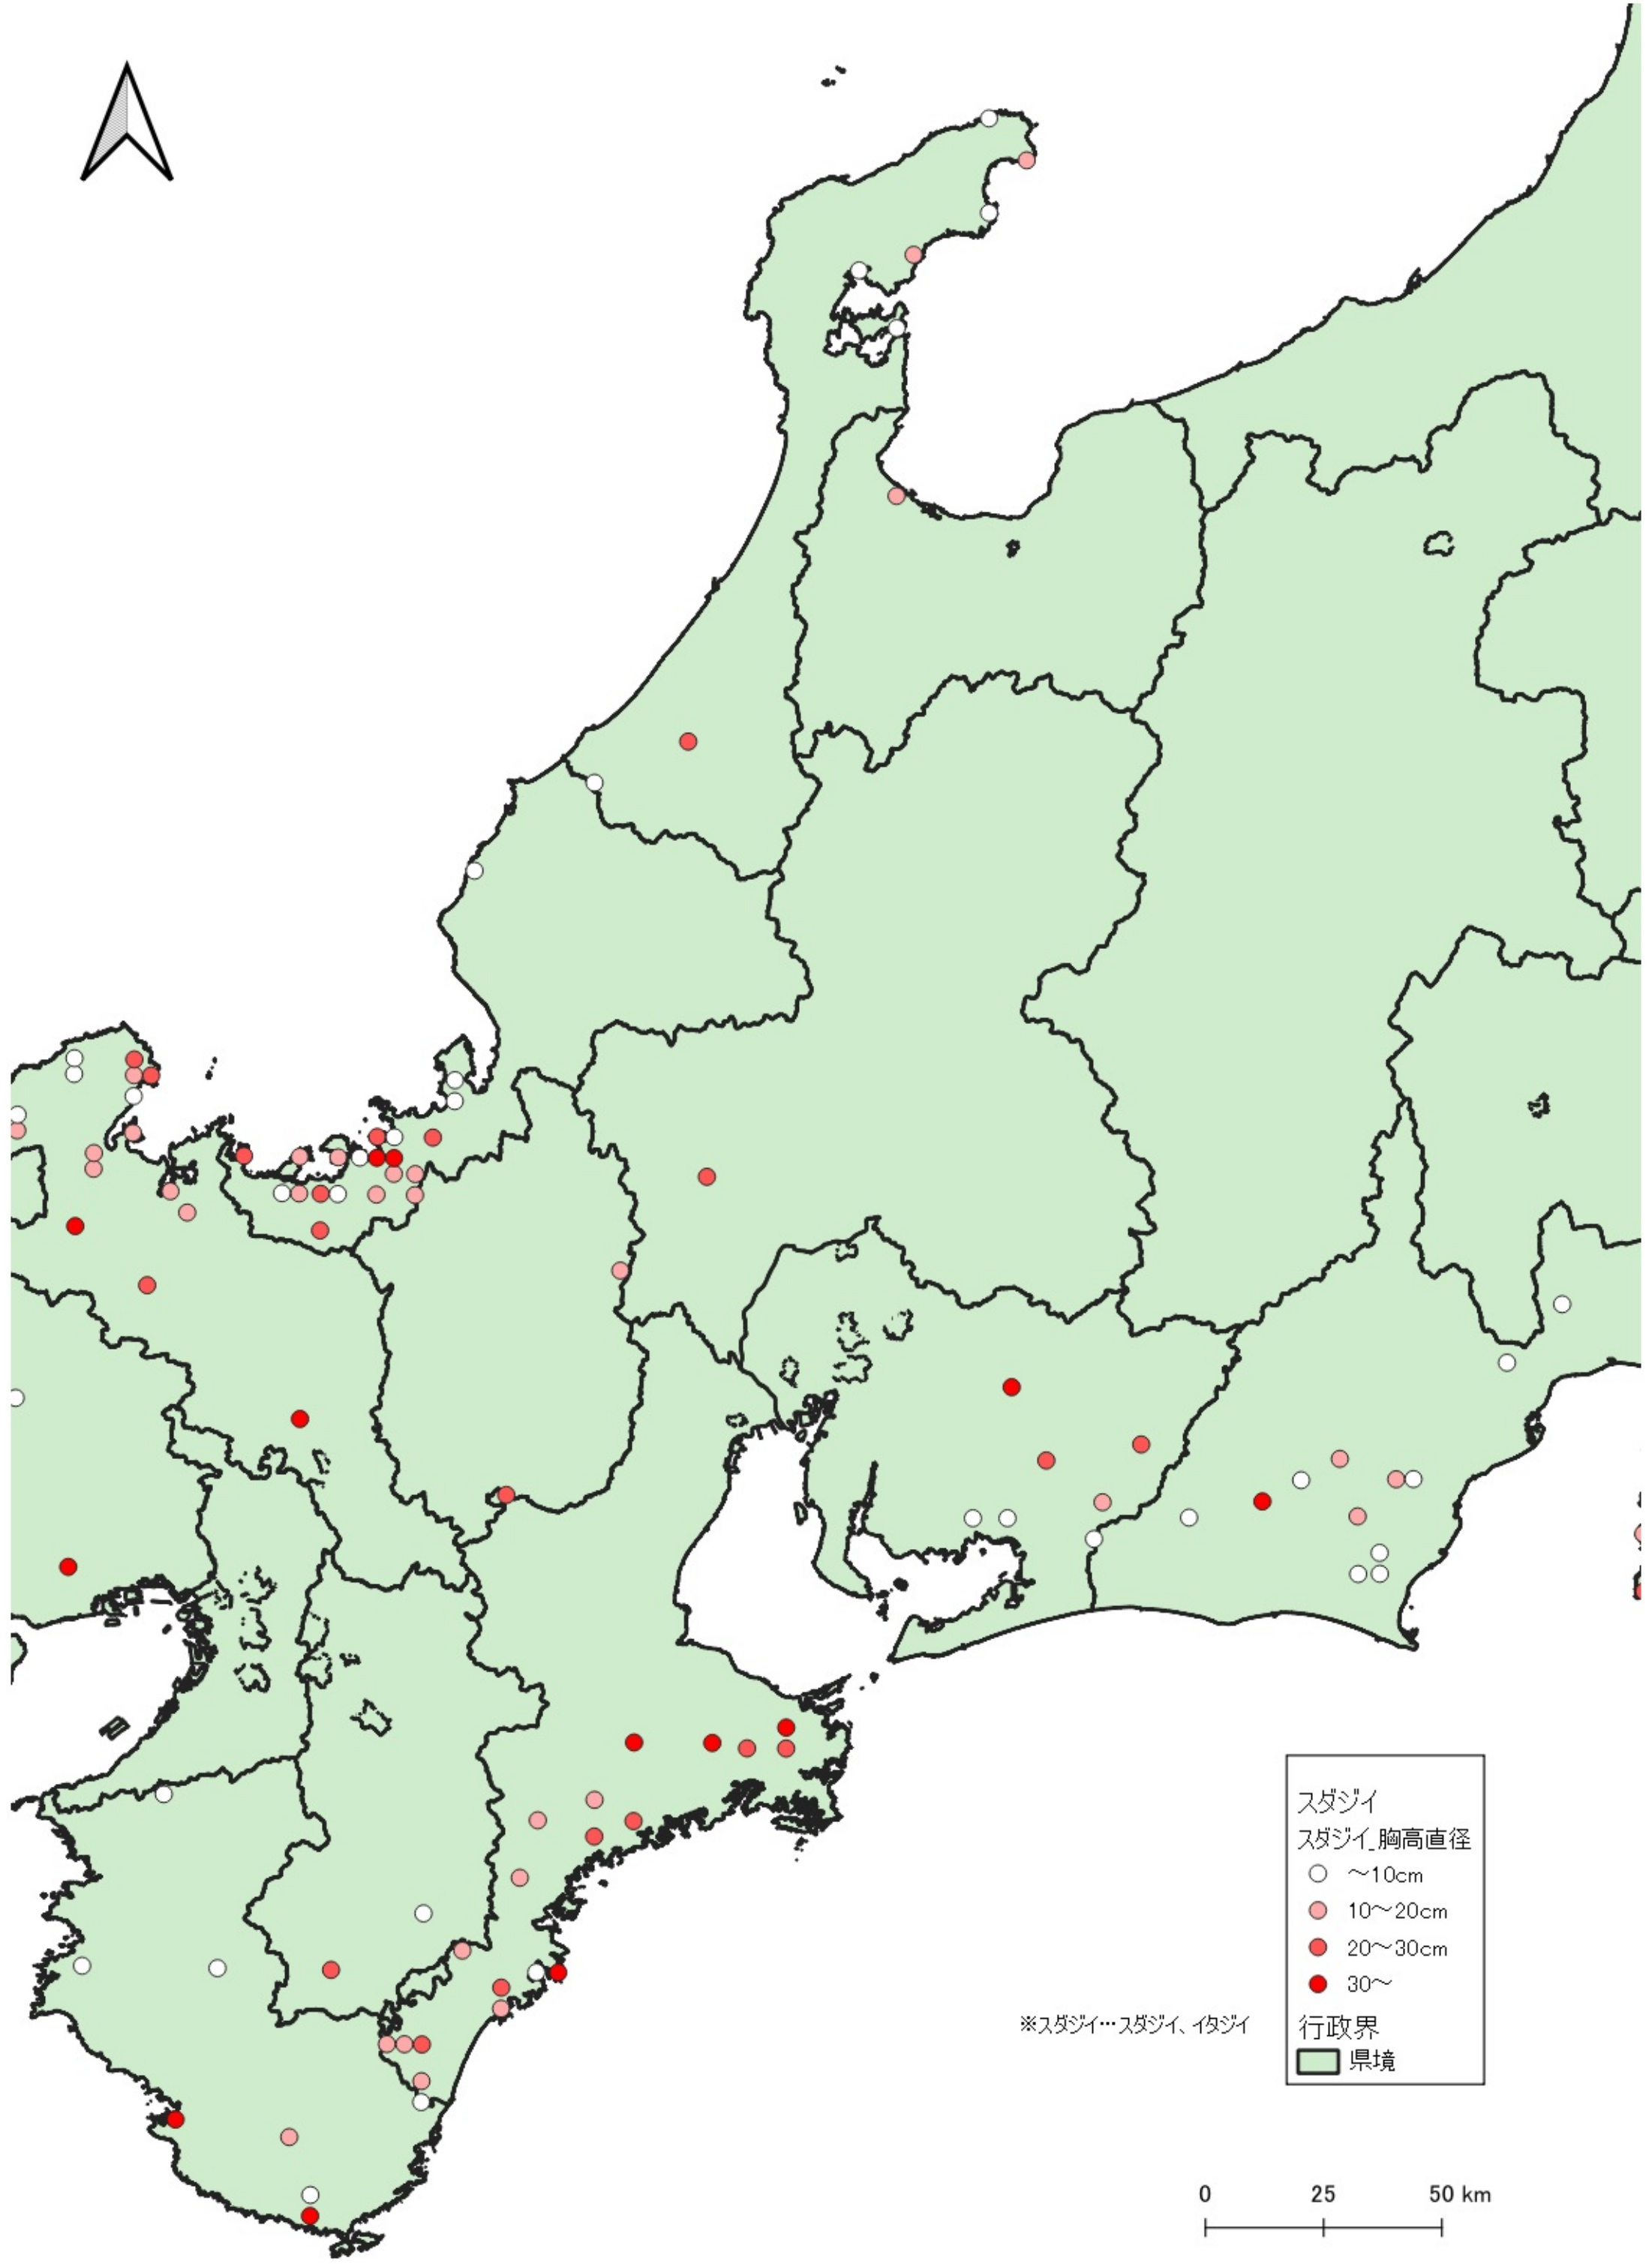 スダジイ
スダジイ_胸高直径
～10cm
10～20cm
20～30cm
30～
行政界
県境
※スダジイ…スダジイ、イタジイ
0 25 50 km